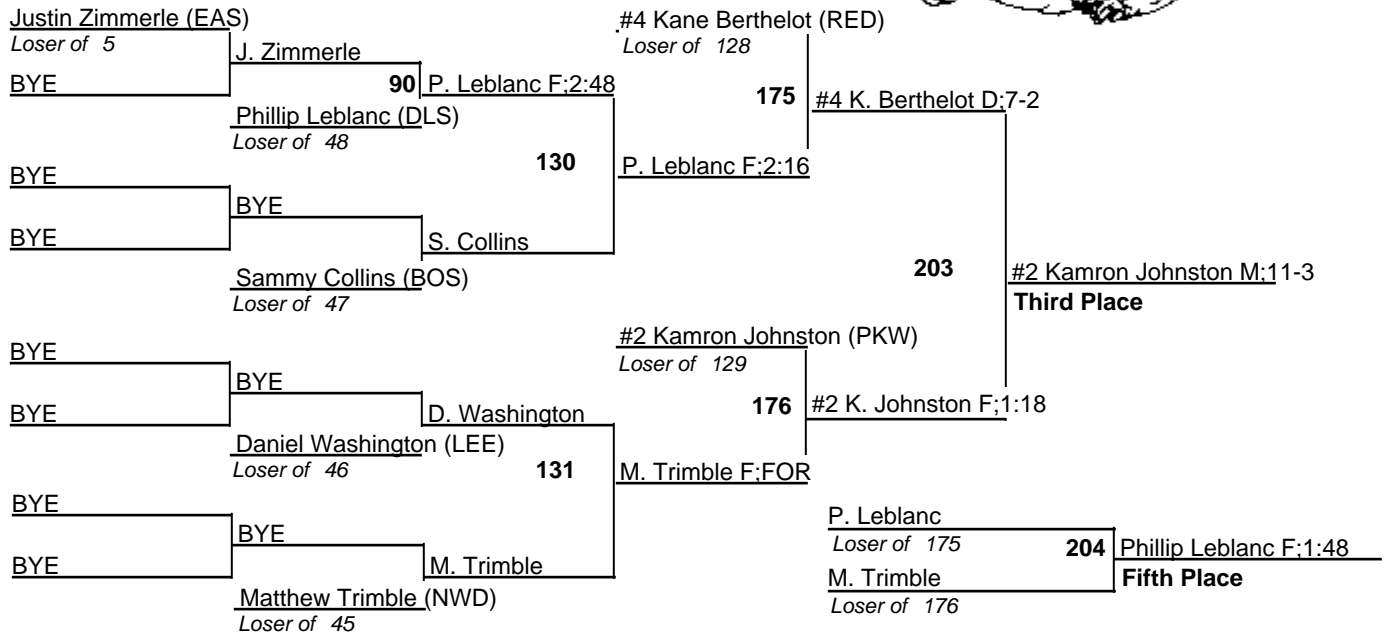 Justin Zimmerle (EAS)
Loser of 5
BYE
J. Zimmerle
90
P. Leblanc F;2:48
Phillip Leblanc (DLS)
Loser of 48
BYE
BYE
BYE
S. Collins
Sammy Collins (BOS)
Loser of 47
130
P. Leblanc F;2:16
#4 Kane Berthelot (RED)
Loser of 128
175
#4 K. Berthelot D;7-2
BYE
BYE
BYE
D. Washington
Daniel Washington (LEE)
Loser of 46
131
M. Trimble F;FOR
BYE
BYE
BYE
M. Trimble
Matthew Trimble (NWD)
Loser of 45
#2 Kamron Johnston (PKW)
Loser of 129
176
#2 K. Johnston F;1:18
203
#2 Kamron Johnston M;11-3
Third Place
P. Leblanc
Loser of 175
M. Trimble
Loser of 176
204
Phillip Leblanc F;1:48
Fifth Place